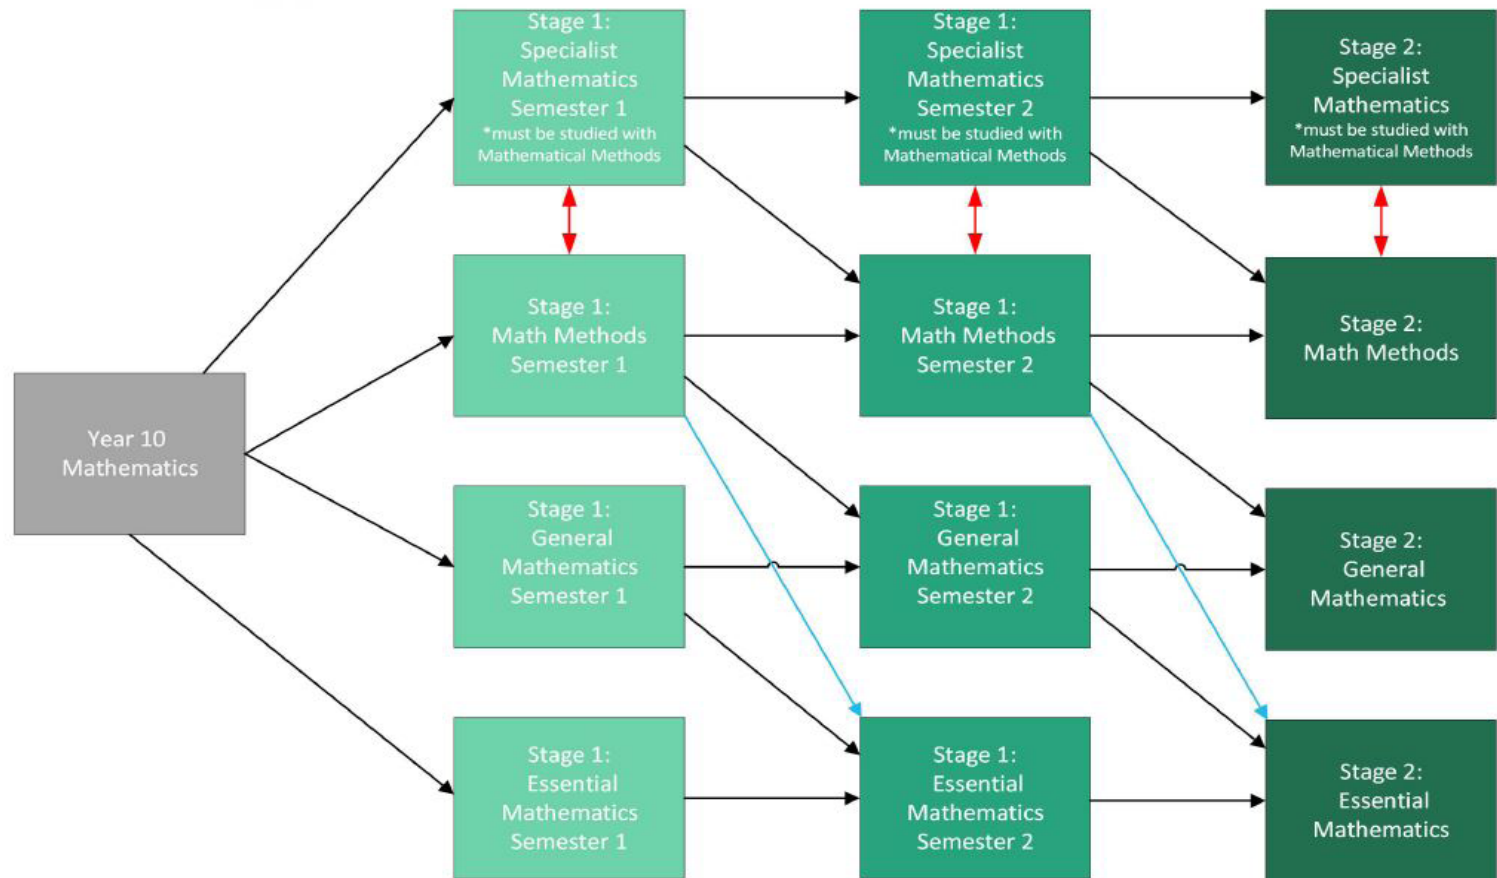 Year 10
Mathematics
Stage 1:
Specialist
Mathematics
Semester 1
*must be studied with
Mathematical Methods
Stage 1:
Math Methods
Semester 1
Stage 1:
General
Mathematics
Semester 1
Stage 1:
Essential
Mathematics
Semester 1
Stage 1:
Specialist
Mathematics
Semester 2
*must be studied with
Mathematical Methods
Stage 1:
Math Methods
Semester 2
Stage 1:
General
Mathematics
Semester 2
Stage 1:
Essential
Mathematics
Semester 2
Stage 2:
Specialist
Mathematics
*must be studied with
Mathematical Methods
Stage 2:
Math Methods
Stage 2:
General
Mathematics
Stage 2:
Essential
Mathematics